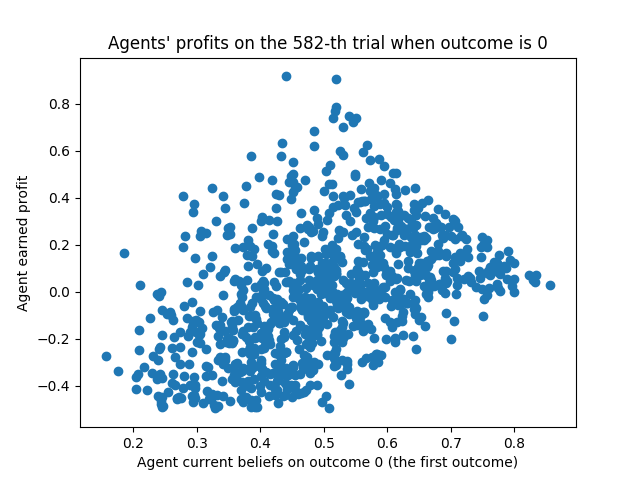 Agents' profits on the 582-th trial when outcome is 0
Agent earned profit
0.8
0.6
0.4
0.2
0.0
−0.2
−0.4
0.2 0.3 0.4 0.5 0.6 0.7 0.8
Agent current beliefs on outcome 0 (the first outcome)